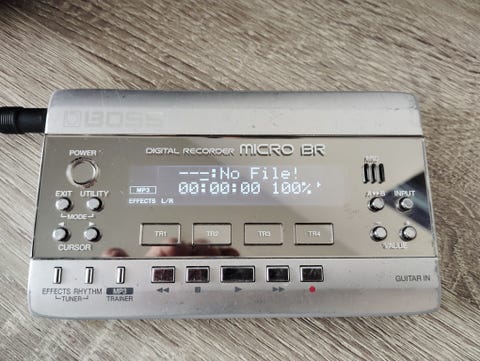 BOSS
DIGITAL RECORDER MICRO BR
POWER
---:No File!
MP3 00:00:00 100%
EFFECTS L/R
MIC
EXIT UTILITY
MODE
A↔B INPUT
TR1 TR2 TR3 TR4
CURSOR
VALUE
EFFECTS RHYTHM MP3
TUNER TRAINER
GUITAR IN